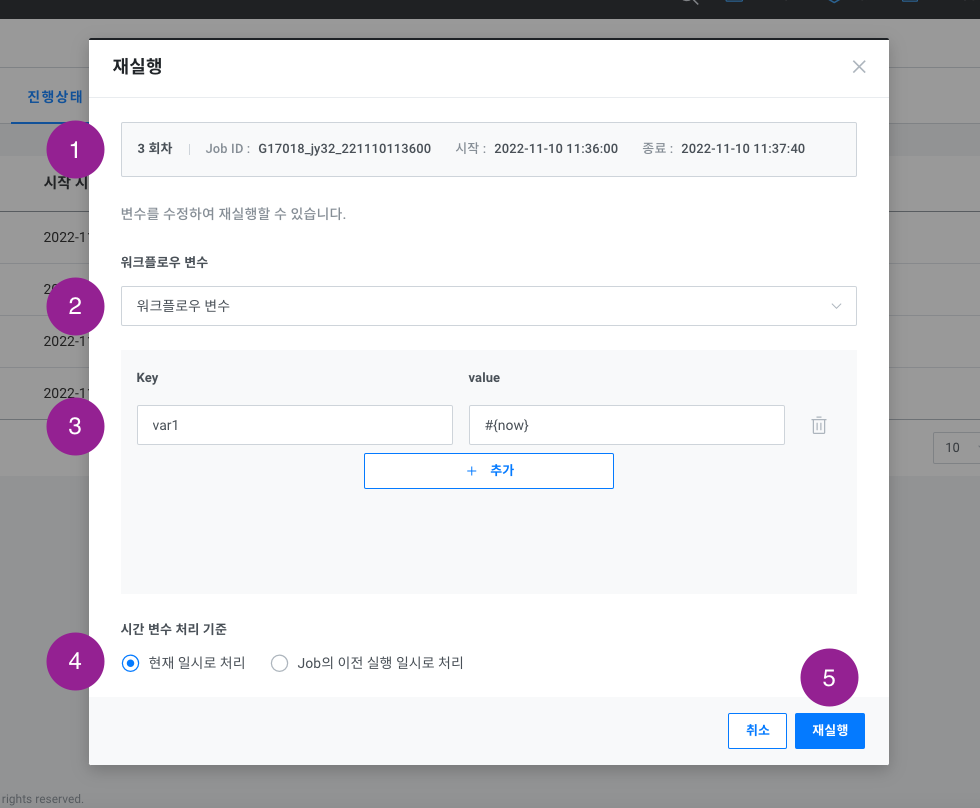 재실행
진행상태
1
3 회차 | Job ID : G17018_jy32_221110113600 시작 : 2022-11-10 11:36:00 종료 : 2022-11-10 11:37:40
시작 시
변수를 수정하여 재실행할 수 있습니다.
2022-11
워크플로우 변수
2
워크플로우 변수
2022-11
Key value
2022-11
3
var1 #{now}
10
+ 추가
시간 변수 처리 기준
4
현재 일시로 처리 Job의 이전 실행 일시로 처리
5
취소 재실행
rights reserved.